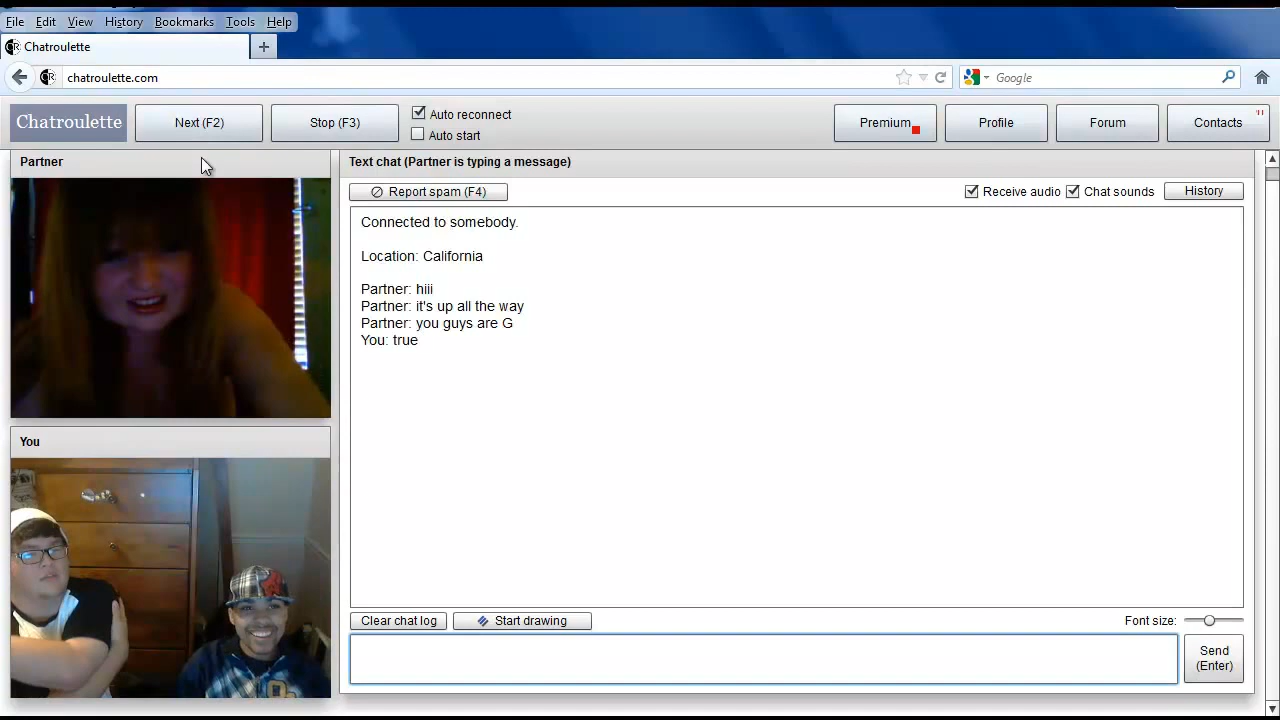 File Edit View History Bookmarks Tools Help
Chatroulette
chatroulette.com
Google
Chatroulette
Next (F2)
Stop (F3)
Auto reconnect
Auto start
Premium
Profile
Forum
Contacts
Partner
Text chat (Partner is typing a message)
Report spam (F4)
Receive audio
Chat sounds
History
Connected to somebody.
Location: California
Partner: hiii
Partner: it's up all the way
Partner: you guys are G
You: true
You
Clear chat log
Start drawing
Font size:
Send
(Enter)